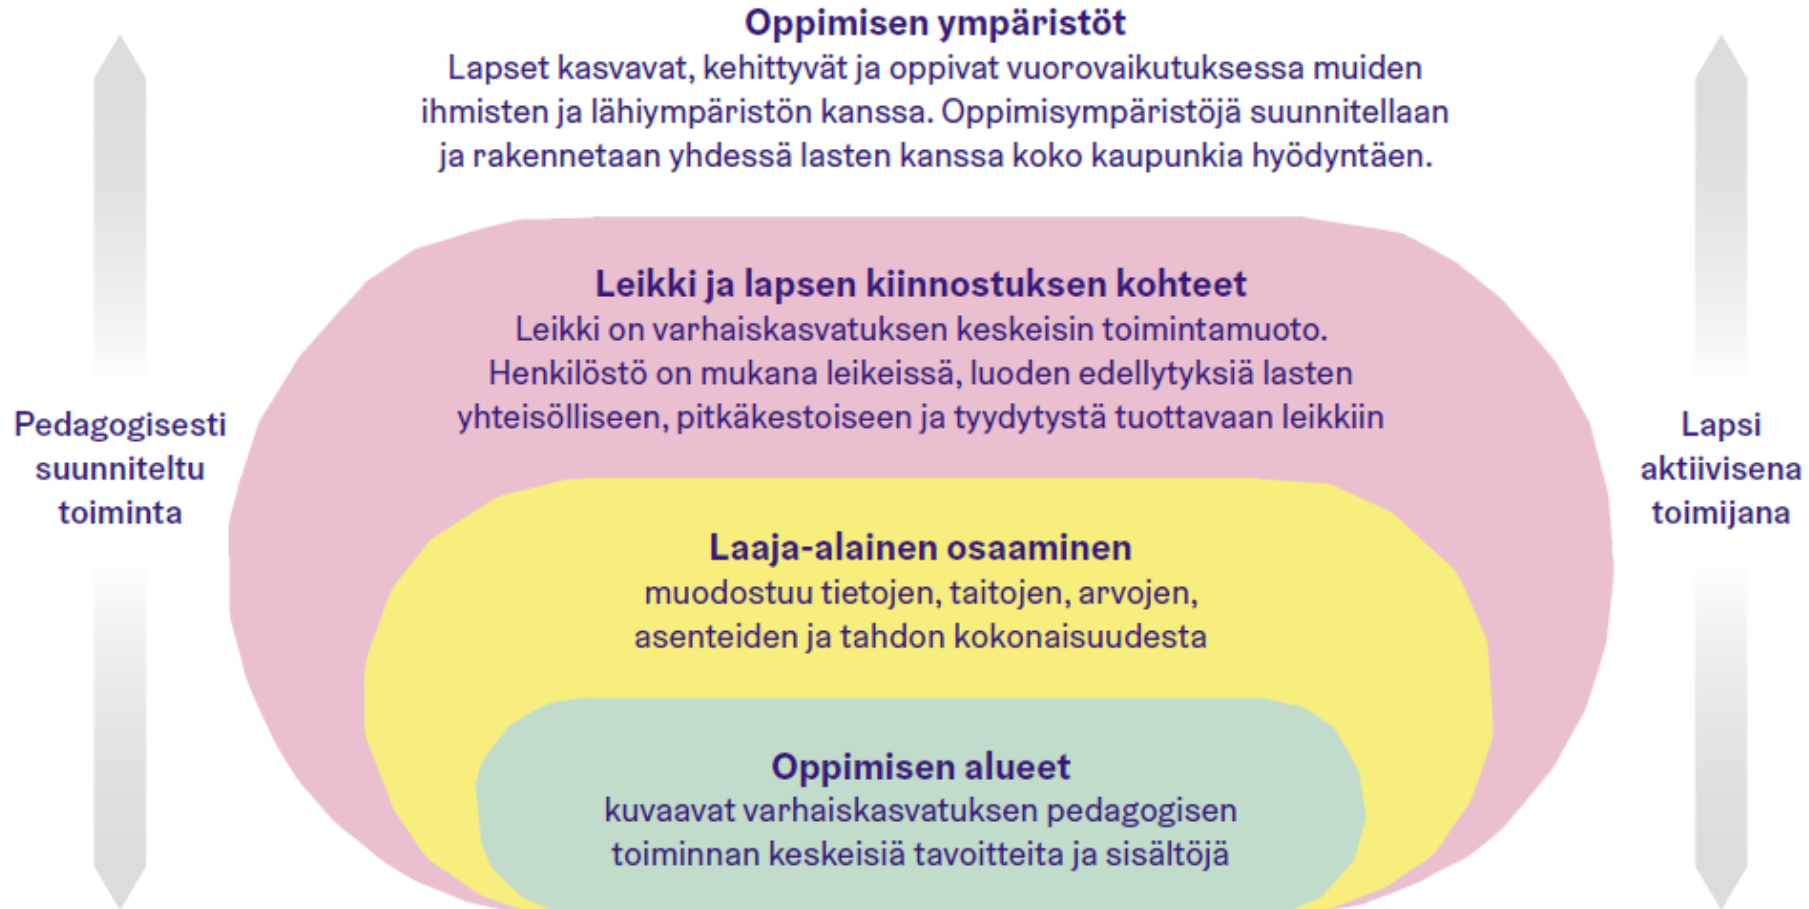 Oppimisen ympäristöt
Lapset kasvavat, kehittyvät ja oppivat vuorovaikutuksessa muiden
ihmisten ja lähiympäristön kanssa. Oppimisympäristöjä suunnitellaan
ja rakennetaan yhdessä lasten kanssa koko kaupunkia hyödyntäen.
Leikki ja lapsen kiinnostuksen kohteet
Leikki on varhaiskasvatuksen keskeisin toimintamuoto.
Henkilöstö on mukana leikeissä, luoden edellytyksiä lasten
yhteisölliseen, pitkäkestoiseen ja tyydytystä tuottavaan leikkiin
Pedagogisesti
suunniteltu
toiminta
Lapsi
aktiivisena
toimijana
Laaja-alainen osaaminen
muodostuu tietojen, taitojen, arvojen,
asenteiden ja tahdon kokonaisuudesta
Oppimisen alueet
kuvaavat varhaiskasvatuksen pedagogisen
toiminnan keskeisiä tavoitteita ja sisältöjä